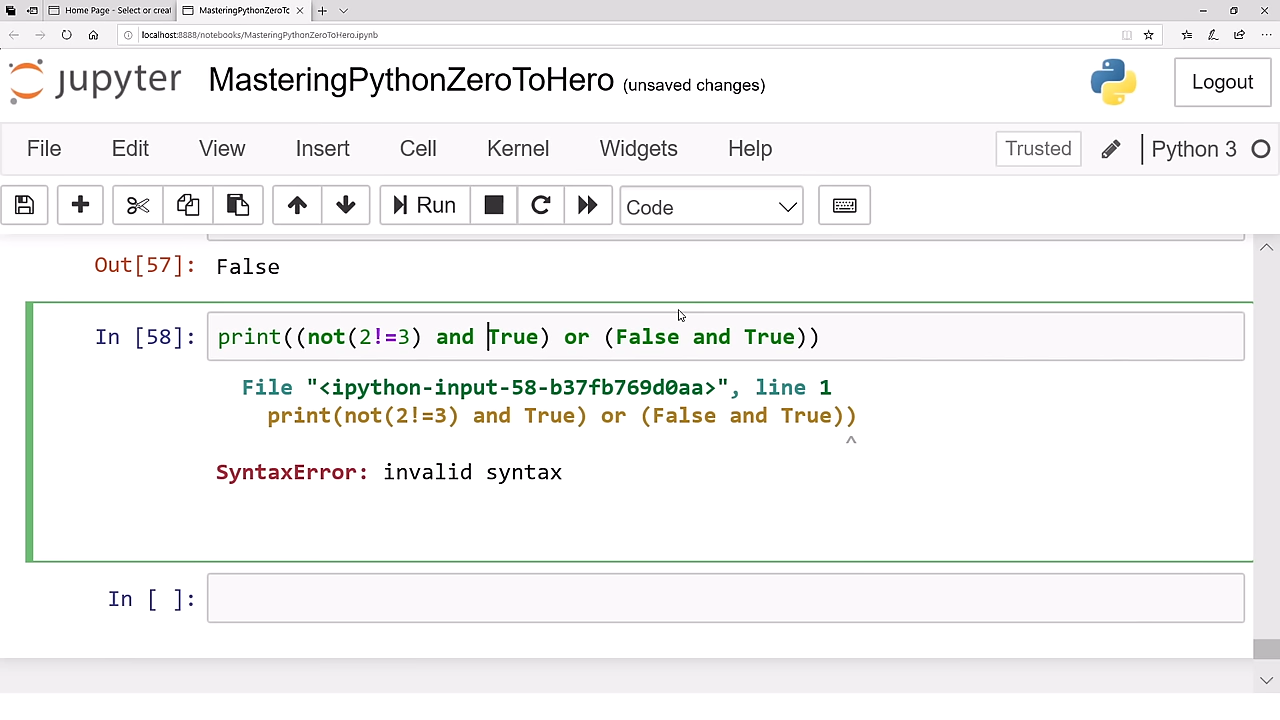 Home Page - Select or creat
MasteringPythonZeroTc
localhost:8888/notebooks/MasteringPythonZeroToHero.ipynb
jupyter MasteringPythonZeroToHero (unsaved changes) Logout
File Edit View Insert Cell Kernel Widgets Help Trusted Python 3
Run Code
Out[57]: False
In [58]: print((not(2!=3) and True) or (False and True))
File "<ipython-input-58-b37fb769d0aa>", line 1
print(not(2!=3) and True) or (False and True))
^
SyntaxError: invalid syntax
In [ ]: